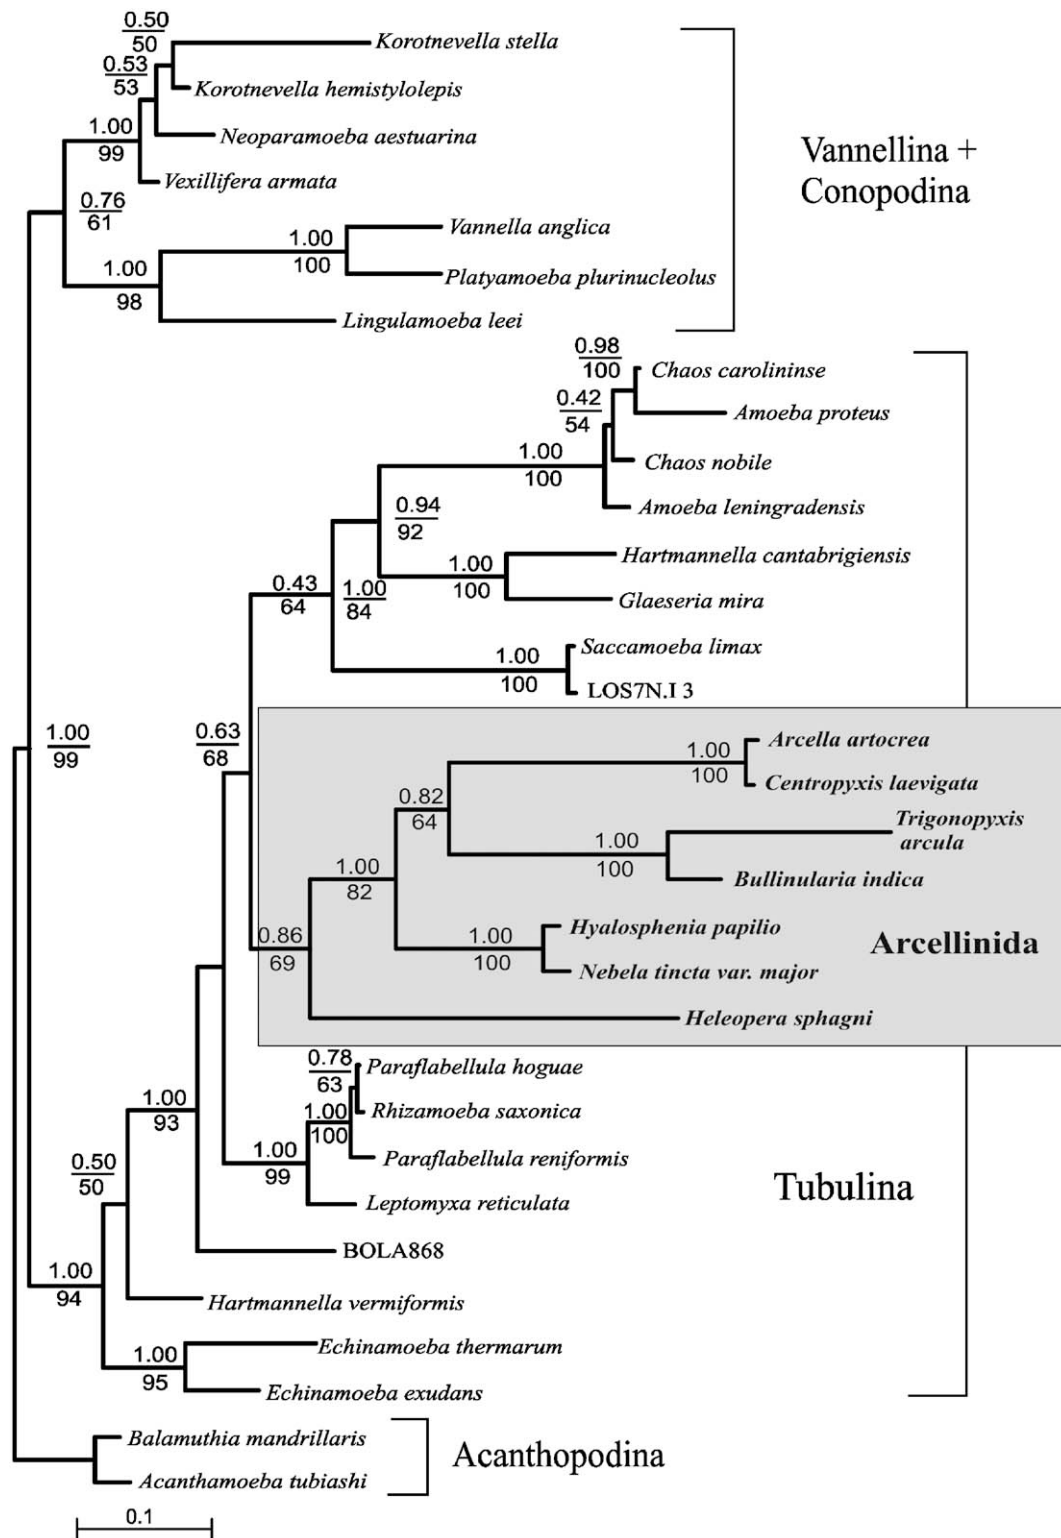 0.50
50
Korotnevella stella
0.53
53
Korotnevella hemistylolepis
1.00
99
Neoparamoeba aestuarina
Vexillifera armata
Vannellina +
Conopodina
0.76
61
Vannella anglica
1.00
100
Platyamoeba plurinucleolus
1.00
98
Lingulamoeba leei
0.98
100
Chaos carolininse
Amoeba proteus
0.42
54
Chaos nobile
1.00
100
Amoeba leningradensis
0.94
92
Hartmannella cantabrigiensis
1.00
100
Glaeseria mira
0.43
64
1.00
84
Saccamoeba limax
1.00
100
LOS7N.I 3
1.00
99
0.63
68
Arcella artocrea
1.00
100
Centropyxis laevigata
0.82
64
Trigonopyxis
arcula
1.00
100
Bullinularia indica
1.00
82
Hyalosphenia papilio
1.00
100
Nebela tincta var. major
Arcellinida
0.86
69
Heleopera sphagni
0.78
63
Paraflabellula hoguae
Rhizamoeba saxonica
1.00
100
Paraflabellula reniformis
1.00
99
Leptomyxa reticulata
Tubulina
1.00
93
BOLA868
0.50
50
Hartmannella vermiformis
1.00
94
Echinamoeba thermarum
1.00
95
Echinamoeba exudans
Balamuthia mandrillaris
Acanthamoeba tubiashi
Acanthopodina
0.1